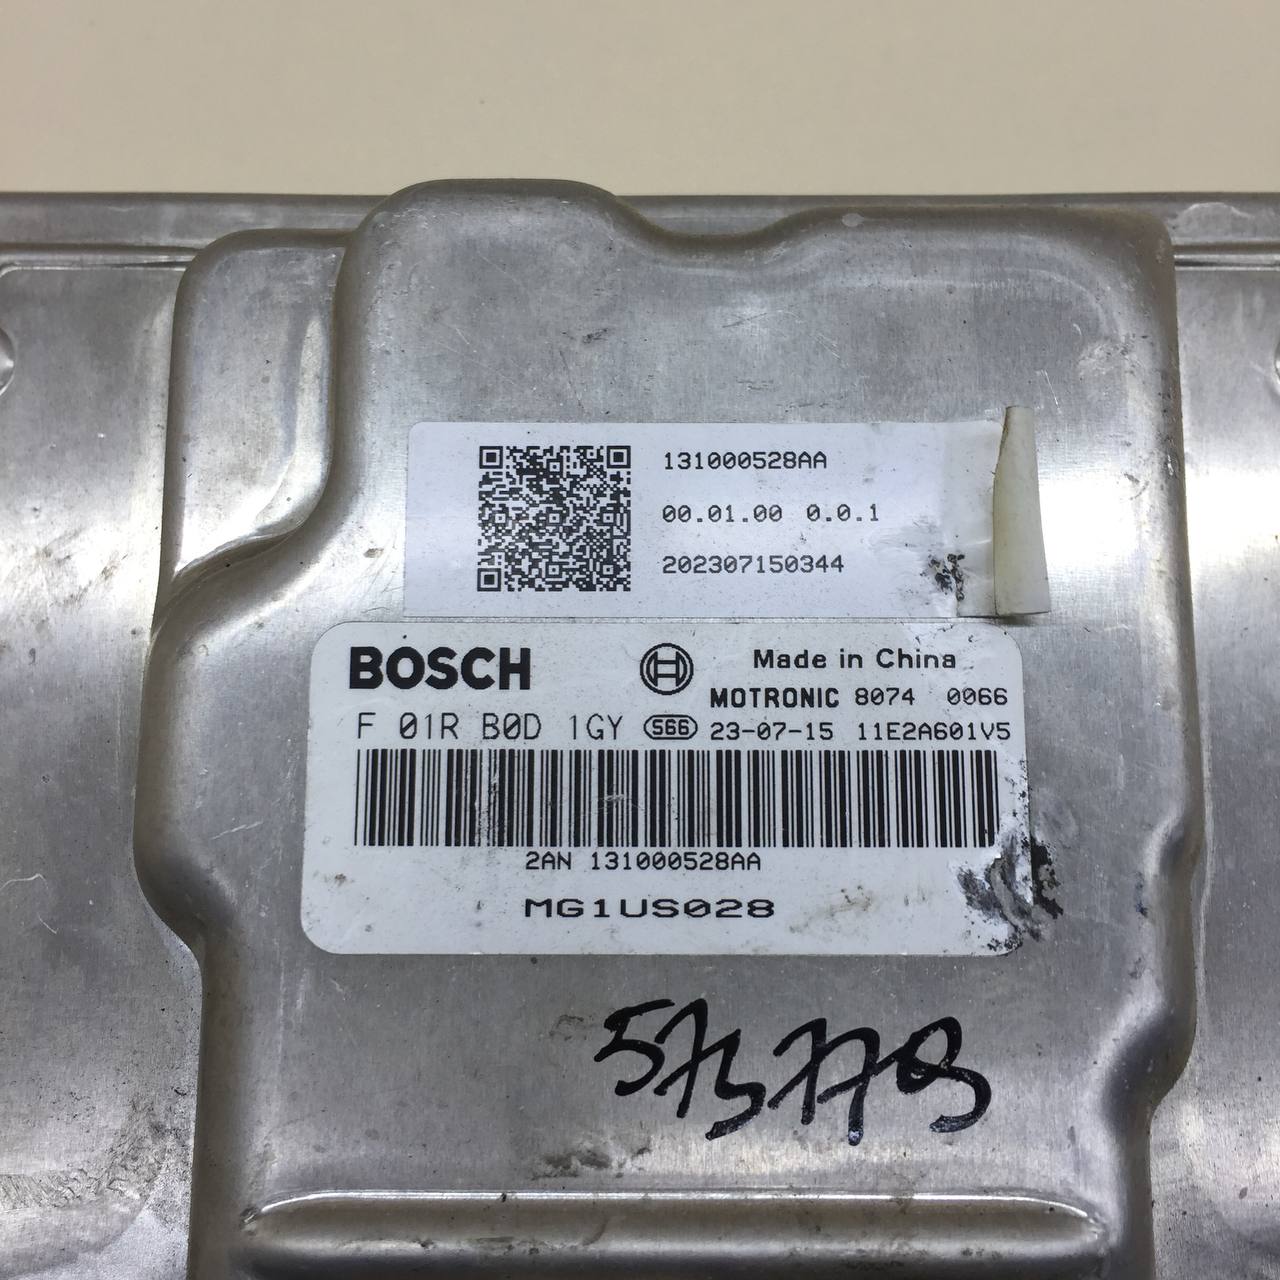 131000528AA
00.01.00 0.0.1
202307150344
BOSCH Made in China
MOTRONIC 8074 0066
F 01R B0D 1GY S66 23-07-15 11E2A601V5
2AN 131000528AA
MG1US028